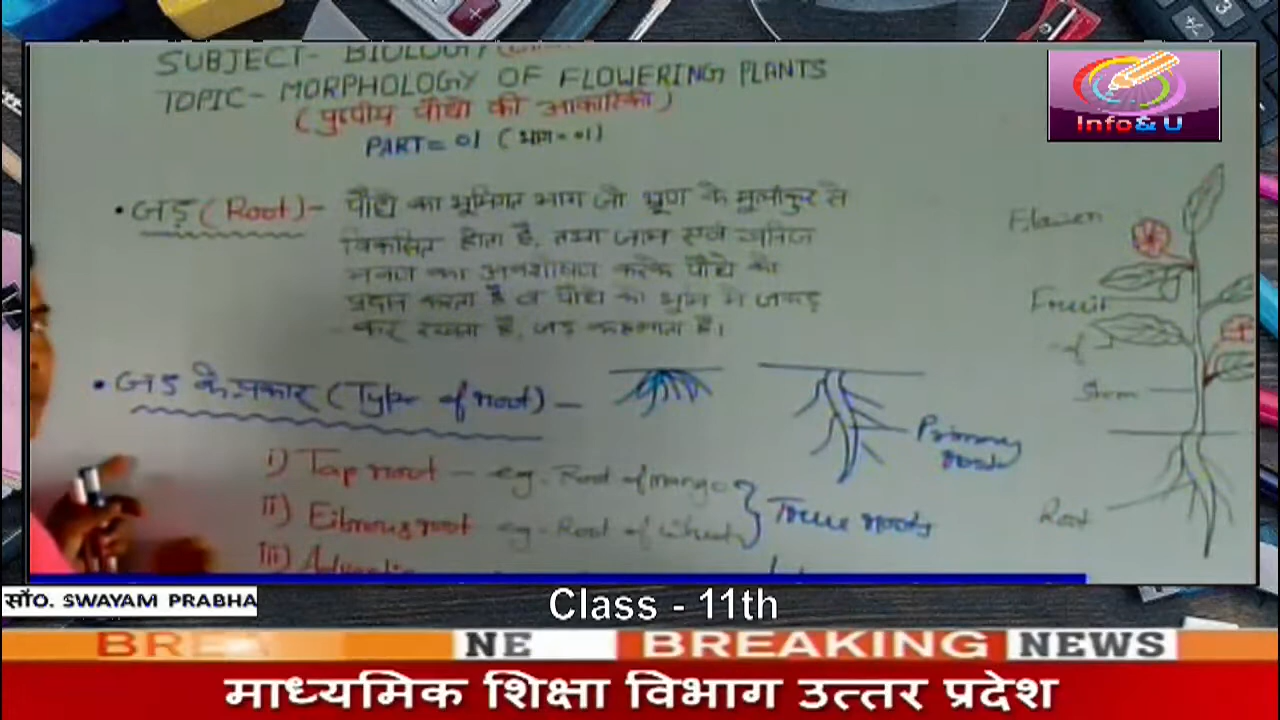 SUBJECT- BIOLOGY
TOPIC- MORPHOLOGY OF FLOWERING PLANTS
(पुष्पीय पौधों की आकारिकी)
PART= 01 (भाग=01)
Info& U
• जड़ (Root)- पौधे का भूमिगत भाग जो भ्रूण के मूलांकुर से
विकसित होता है, तथा जल एवं खनिज
लवण का अवशोषण करके पौधे को
प्रदान करता है व पौधे को भूमि में जकड़
कर रखता है, जड़ कहलाता है।
Flower
Fruit
Stem
Root
• जड़ के प्रकार (Type of root) –
Primary
root
i) Tap root – eg. Root of mango
ii) Fibrous root eg- Root of wheat
True roots
iii)
साॅO. SWAYAM PRABHA
Class - 11th
BRE NE BREAKING NEWS
माध्यमिक शिक्षा विभाग उत्तर प्रदेश